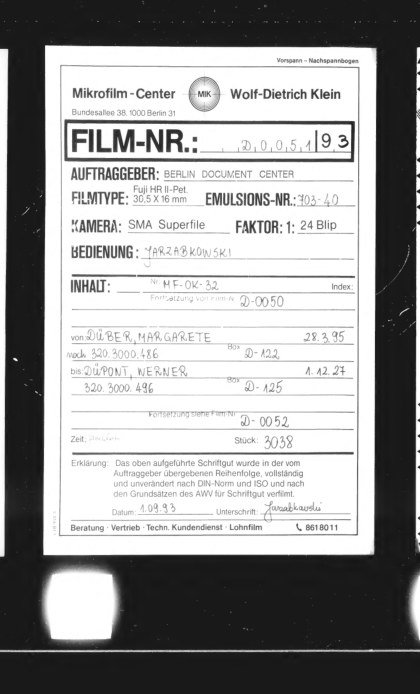 Vorspann – Nachspannbogen
Mikrofilm-Center MIK Wolf-Dietrich Klein
Bundesallee 38, 1000 Berlin 31
FILM-NR.: D 0 0 5 1 | 9 3
AUFTRAGGEBER: BERLIN DOCUMENT CENTER
FILMTYPE: Fuji HR II-Pet. 30,5 X 16 mm EMULSIONS-NR.: 703-40
KAMERA: SMA Superfile FAKTOR: 1: 24 Blip
BEDIENUNG: JARZABKOWSKI
INHALT: Nr. MF-OK-32 Index:
Fortsetzung von Film-Nr. D-0050
von DÜBER, MARGARETE 28.3.95
nach 320.3000.486 Box D-122
bis: DÜPONT, WERNER 1.12.27
320.3000.496 Box D-125
Fortsetzung siehe Film-Nr. D-0052
Zeit: Stück: 3038
Erklärung: Das oben aufgeführte Schriftgut wurde in der vom
Auftraggeber übergebenen Reihenfolge, vollständig
und unverändert nach DIN-Norm und ISO und nach
den Grundsätzen des AWV für Schriftgut verfilmt.
Datum: 1.09.93 Unterschrift: Jarzabkowski
Beratung · Vertrieb · Techn. Kundendienst · Lohnfilm 8618011